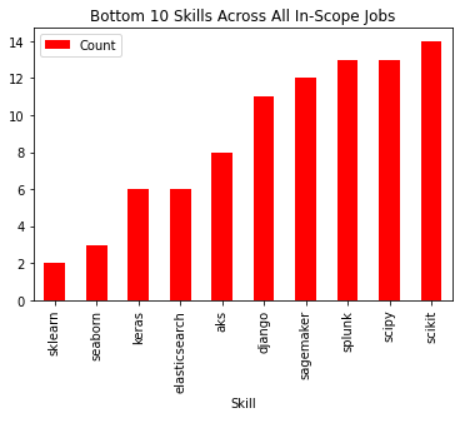 Bottom 10 Skills Across All In-Scope Jobs
Count
14
12
10
8
6
4
2
0
sklearn
seaborn
keras
elasticsearch
aks
django
sagemaker
splunk
scipy
scikit
Skill